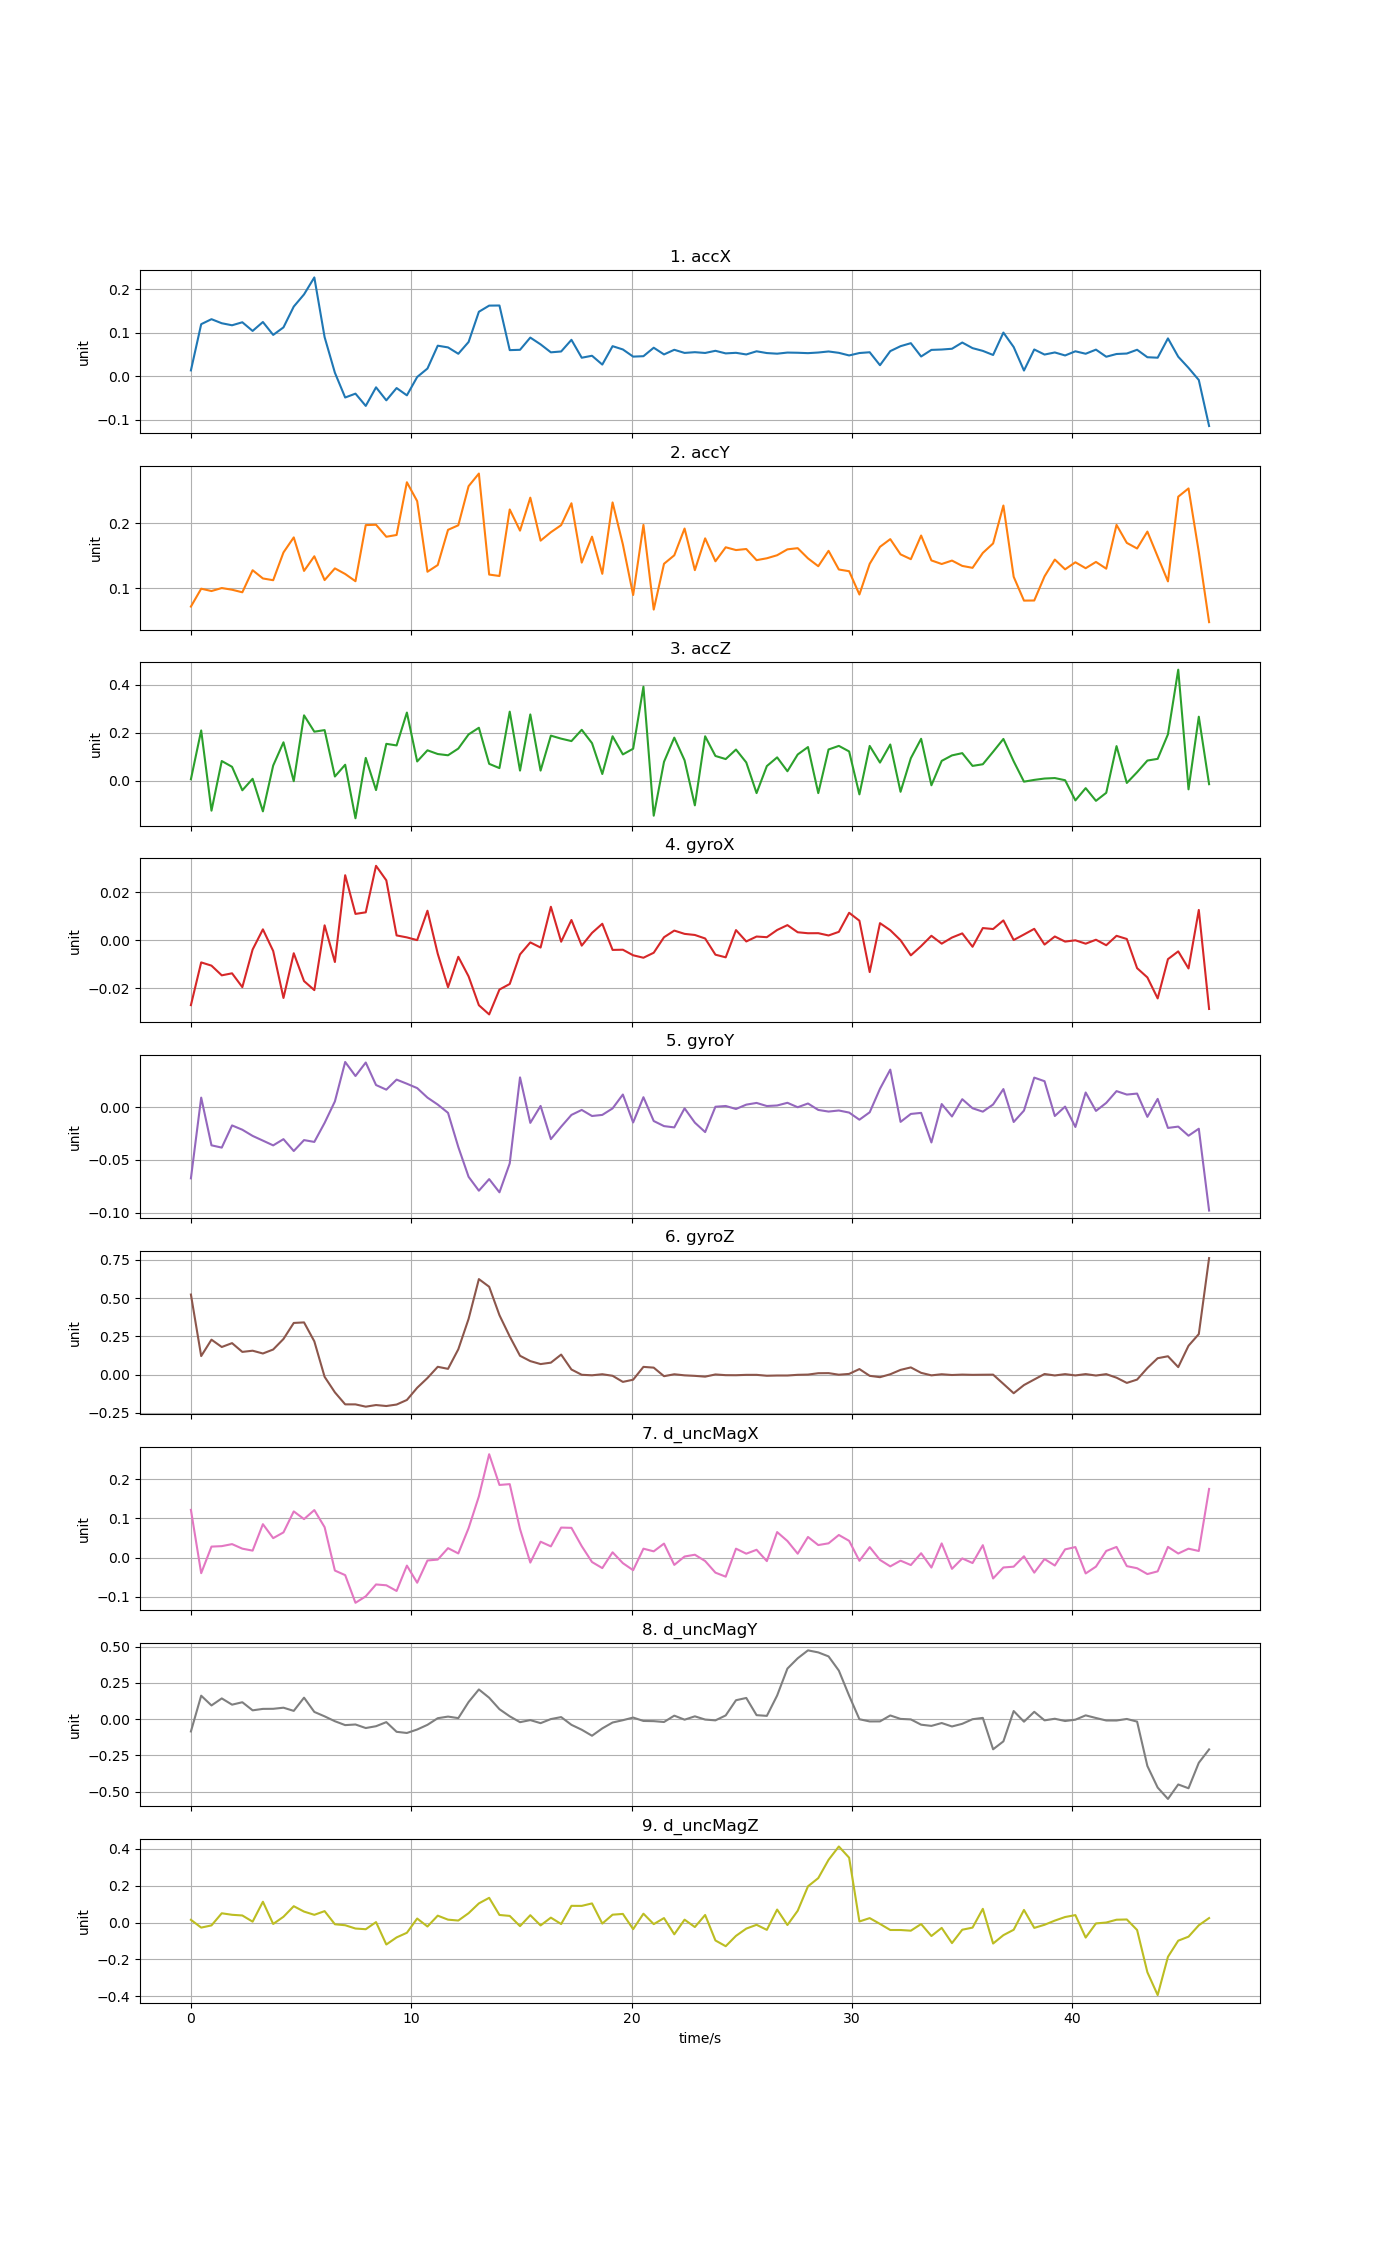 1. accX
0.2
0.1
0.0
−0.1
unit
2. accY
0.2
0.1
unit
3. accZ
0.4
0.2
0.0
unit
4. gyroX
0.02
0.00
−0.02
unit
5. gyroY
0.00
−0.05
−0.10
unit
6. gyroZ
0.75
0.50
0.25
0.00
−0.25
unit
7. d_uncMagX
0.2
0.1
0.0
−0.1
unit
8. d_uncMagY
0.50
0.25
0.00
−0.25
−0.50
unit
9. d_uncMagZ
0.4
0.2
0.0
−0.2
−0.4
unit
0 10 20 30 40
time/s